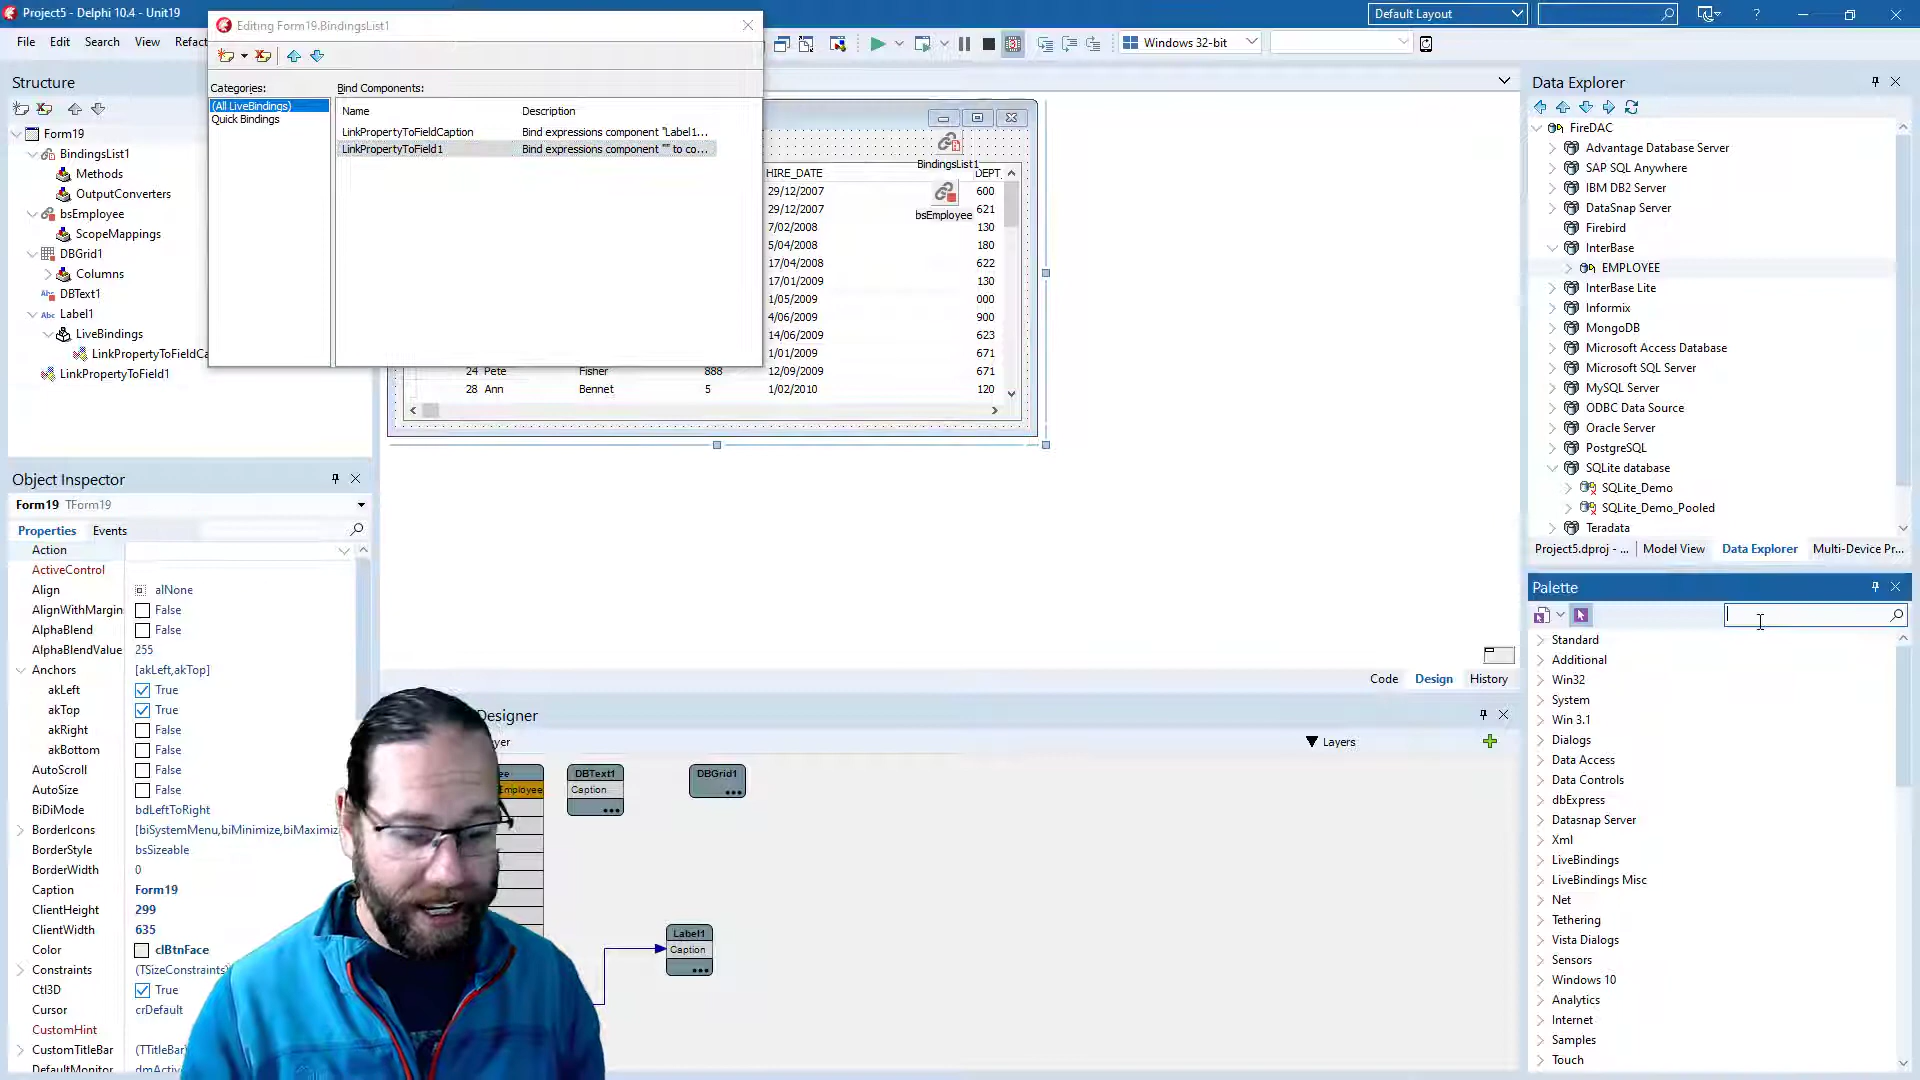 Project5 - Delphi 10.4 - Unit19
Default Layout
File Edit Search View Refact
Windows 32-bit
Editing Form19.BindingsList1
Categories:
(All LiveBindings)
Quick Bindings
Bind Components:
Name Description
LinkPropertyToFieldCaption Bind expressions component "Label1...
LinkPropertyToField1 Bind expressions component "" to co...
Structure
Form19
BindingsList1
Methods
OutputConverters
bsEmployee
ScopeMappings
DBGrid1
Columns
DBText1
Label1
LiveBindings
LinkPropertyToFieldCa
LinkPropertyToField1
BindingsList1
bsEmployee
HIRE_DATE DEPT_
29/12/2007 600
29/12/2007 621
7/02/2008 130
5/04/2008 180
17/04/2008 622
17/01/2009 130
1/05/2009 000
4/06/2009 900
14/06/2009 623
1/01/2009 671
24 Pete Fisher 888 12/09/2009 671
28 Ann Bennet 5 1/02/2010 120
Code Design History
Object Inspector
Form19 TForm19
Properties Events
Action
ActiveControl
Align alNone
AlignWithMargin False
AlphaBlend False
AlphaBlendValue 255
Anchors [akLeft,akTop]
akLeft True
akTop True
akRight False
akBottom False
AutoScroll False
AutoSize False
BiDiMode bdLeftToRight
BorderIcons [biSystemMenu,biMinimize,biMaximiz
BorderStyle bsSizeable
BorderWidth 0
Caption Form19
ClientHeight 299
ClientWidth 635
Color clBtnFace
Constraints (TSizeConstraints)
Ctl3D True
Cursor crDefault
CustomHint
CustomTitleBar (TTitleBar
DefaultMonitor dmActiv
Designer
yer
Layers
ee
Employee
DBText1
Caption
DBGrid1
Label1
Caption
Data Explorer
FireDAC
Advantage Database Server
SAP SQL Anywhere
IBM DB2 Server
DataSnap Server
Firebird
InterBase
EMPLOYEE
InterBase Lite
Informix
MongoDB
Microsoft Access Database
Microsoft SQL Server
MySQL Server
ODBC Data Source
Oracle Server
PostgreSQL
SQLite database
SQLite_Demo
SQLite_Demo_Pooled
Teradata
Project5.dproj - ... Model View Data Explorer Multi-Device Pr...
Palette
Standard
Additional
Win32
System
Win 3.1
Dialogs
Data Access
Data Controls
dbExpress
Datasnap Server
Xml
LiveBindings
LiveBindings Misc
Net
Tethering
Vista Dialogs
Sensors
Windows 10
Analytics
Internet
Samples
Touch